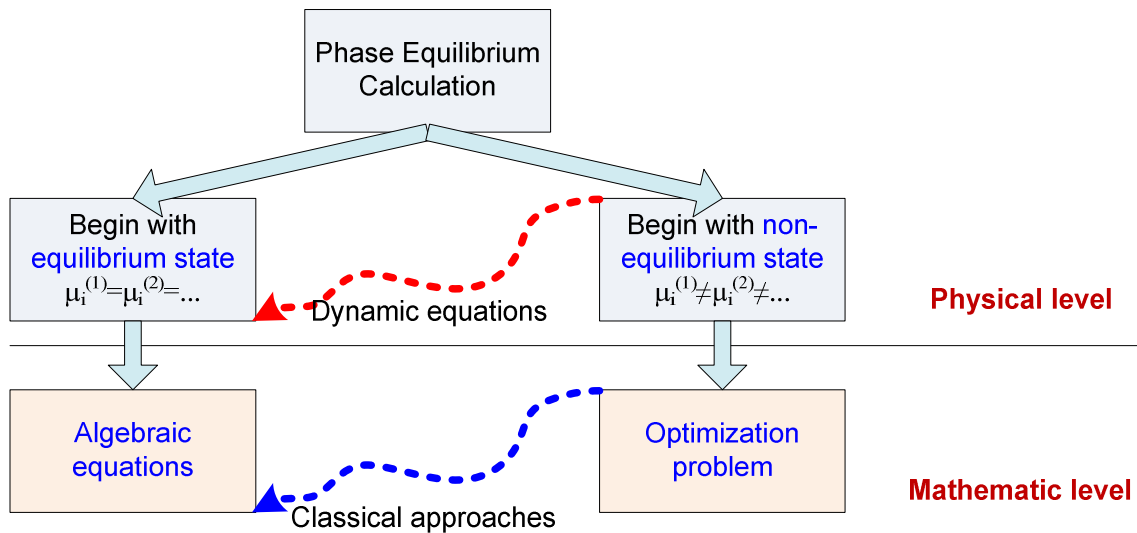 Phase Equilibrium
Calculation
Begin with
equilibrium state
μᵢ⁽¹⁾=μᵢ⁽²⁾=...
Begin with non-
equilibrium state
μᵢ⁽¹⁾≠μᵢ⁽²⁾≠...
Dynamic equations
Physical level
Algebraic
equations
Optimization
problem
Classical approaches
Mathematic level